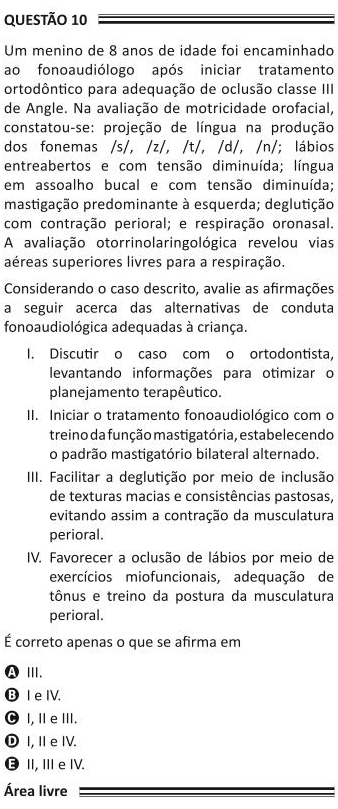 QUESTÃO 10
Um menino de 8 anos de idade foi encaminhado
ao fonoaudiólogo após iniciar tratamento
ortodôntico para adequação de oclusão classe III
de Angle. Na avaliação de motricidade orofacial,
constatou-se: projeção de língua na produção
dos fonemas /s/, /z/, /t/, /d/, /n/; lábios
entreabertos e com tensão diminuída; língua
em assoalho bucal e com tensão diminuída;
mastigação predominante à esquerda; deglutição
com contração perioral; e respiração oronasal.
A avaliação otorrinolaringológica revelou vias
aéreas superiores livres para a respiração.
Considerando o caso descrito, avalie as afirmações
a seguir acerca das alternativas de conduta
fonoaudiológica adequadas à criança.
I. Discutir o caso com o ortodontista,
levantando informações para otimizar o
planejamento terapêutico.
II. Iniciar o tratamento fonoaudiológico com o
treino da função mastigatória, estabelecendo
o padrão mastigatório bilateral alternado.
III. Facilitar a deglutição por meio de inclusão
de texturas macias e consistências pastosas,
evitando assim a contração da musculatura
perioral.
IV. Favorecer a oclusão de lábios por meio de
exercícios miofuncionais, adequação de
tônus e treino da postura da musculatura
perioral.
É correto apenas o que se afirma em
A III.
B I e IV.
C I, II e III.
D I, II e IV.
E II, III e IV.
Área livre